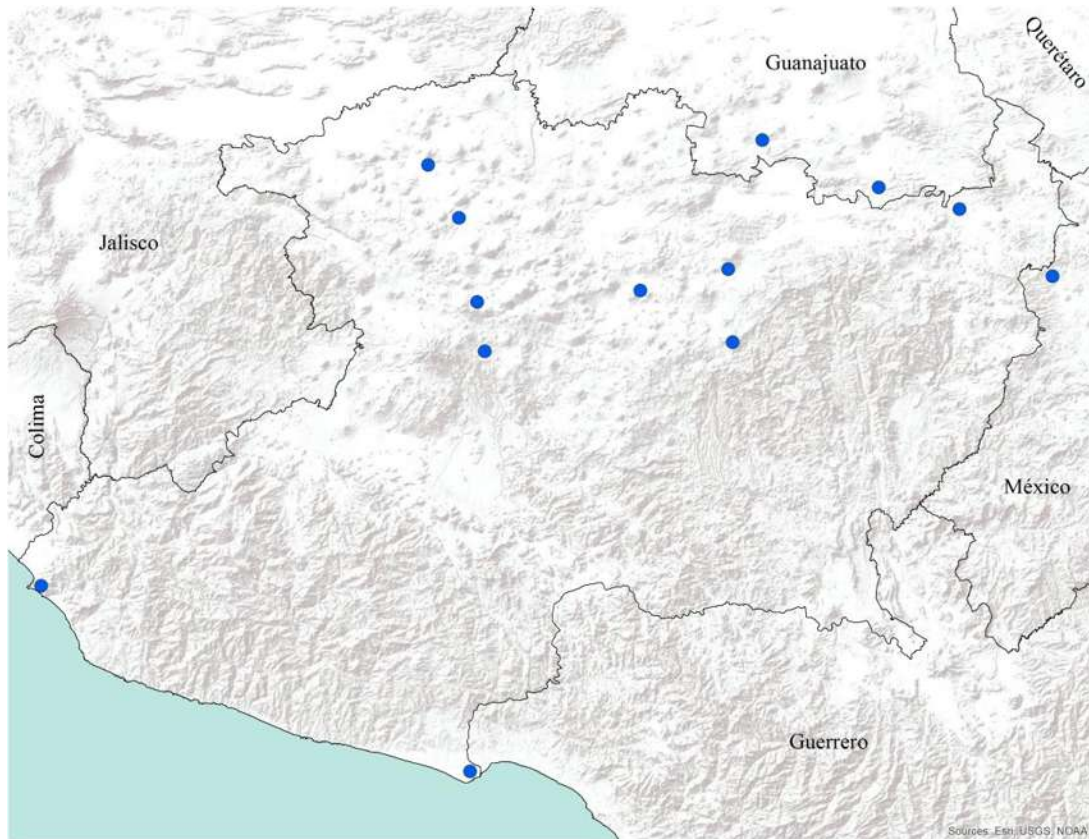 Guanajuato
Querétaro
Jalisco
Colima
México
Guerrero
Sources: Esri, USGS, NOAA